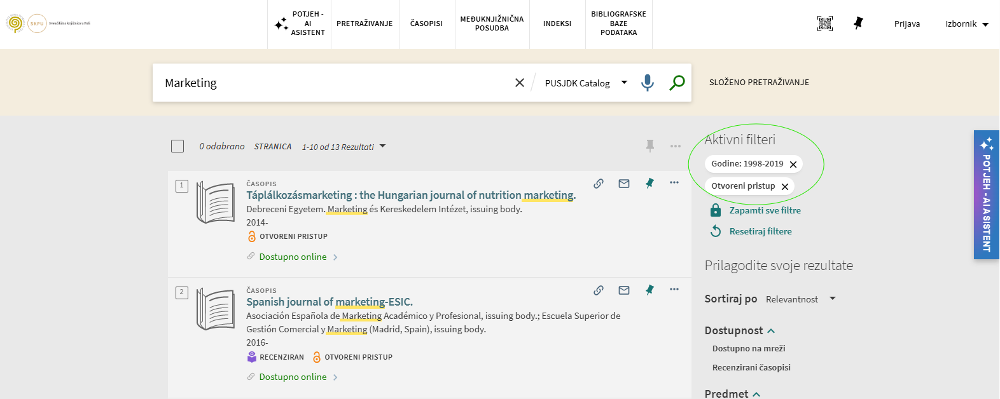 SKPU
Sveučilišna knjižnica u Puli
POTJEH -
AI
ASISTENT
PRETRAŽIVANJE
ČASOPISI
MEĐUKNJIŽNIČNA
POSUDBA
INDEKSI
BIBLIOGRAFSKE
BAZE
PODATAKA
Prijava
Izbornik
Marketing
PUSJDK Catalog
SLOŽENO PRETRAŽIVANJE
0 odabrano STRANICA 1-10 od 13 Rezultati
1
ČASOPIS
Táplálkozásmarketing : the Hungarian journal of nutrition marketing.
Debreceni Egyetem. Marketing és Kereskedelem Intézet, issuing body.
2014-
OTVORENI PRISTUP
Dostupno online
2
ČASOPIS
Spanish journal of marketing-ESIC.
Asociación Española de Marketing Académico y Profesional, issuing body.; Escuela Superior de
Gestión Comercial y Marketing (Madrid, Spain), issuing body.
2016-
RECENZIRAN OTVORENI PRISTUP
Dostupno online
Aktivni filteri
Godine: 1998-2019
Otvoreni pristup
Zapamti sve filtre
Resetiraj filtere
Prilagodite svoje rezultate
Sortiraj po Relevantnost
Dostupnost
Dostupno na mreži
Recenzirani časopisi
Predmet
POTJEH - AI ASISTENT